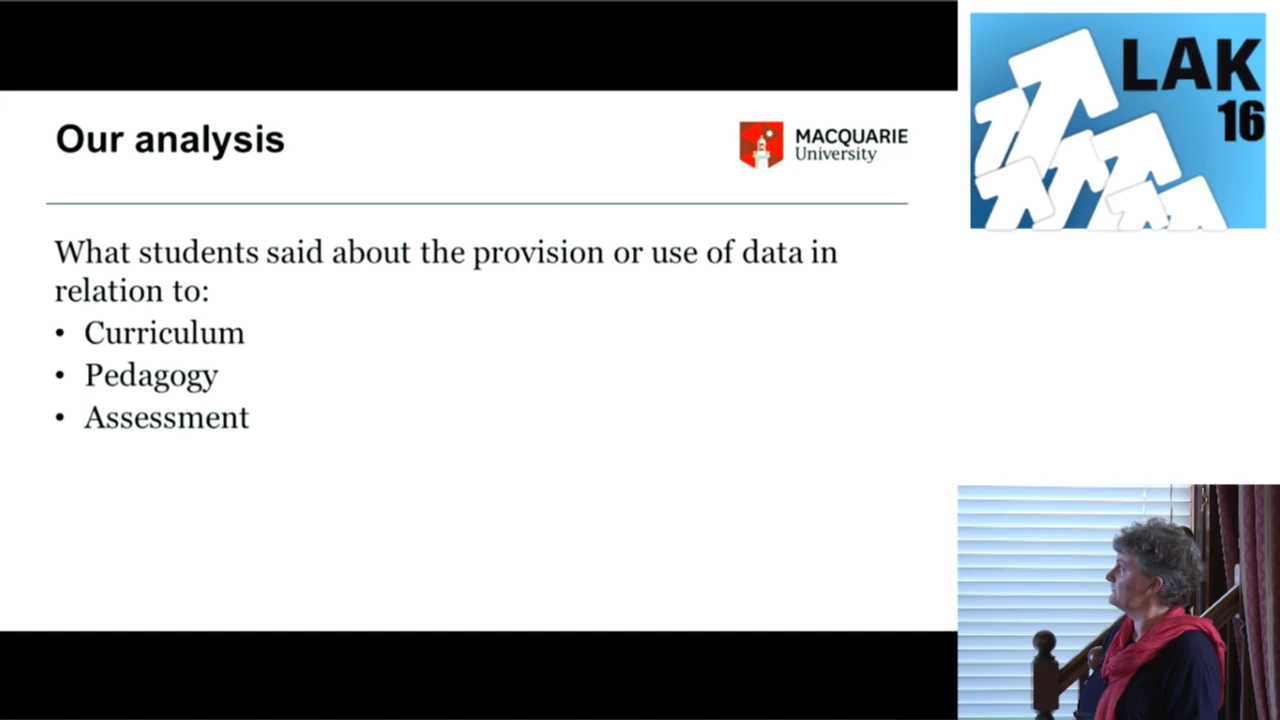 Our analysis
MACQUARIE
University
LAK
16
What students said about the provision or use of data in
relation to:
• Curriculum
• Pedagogy
• Assessment